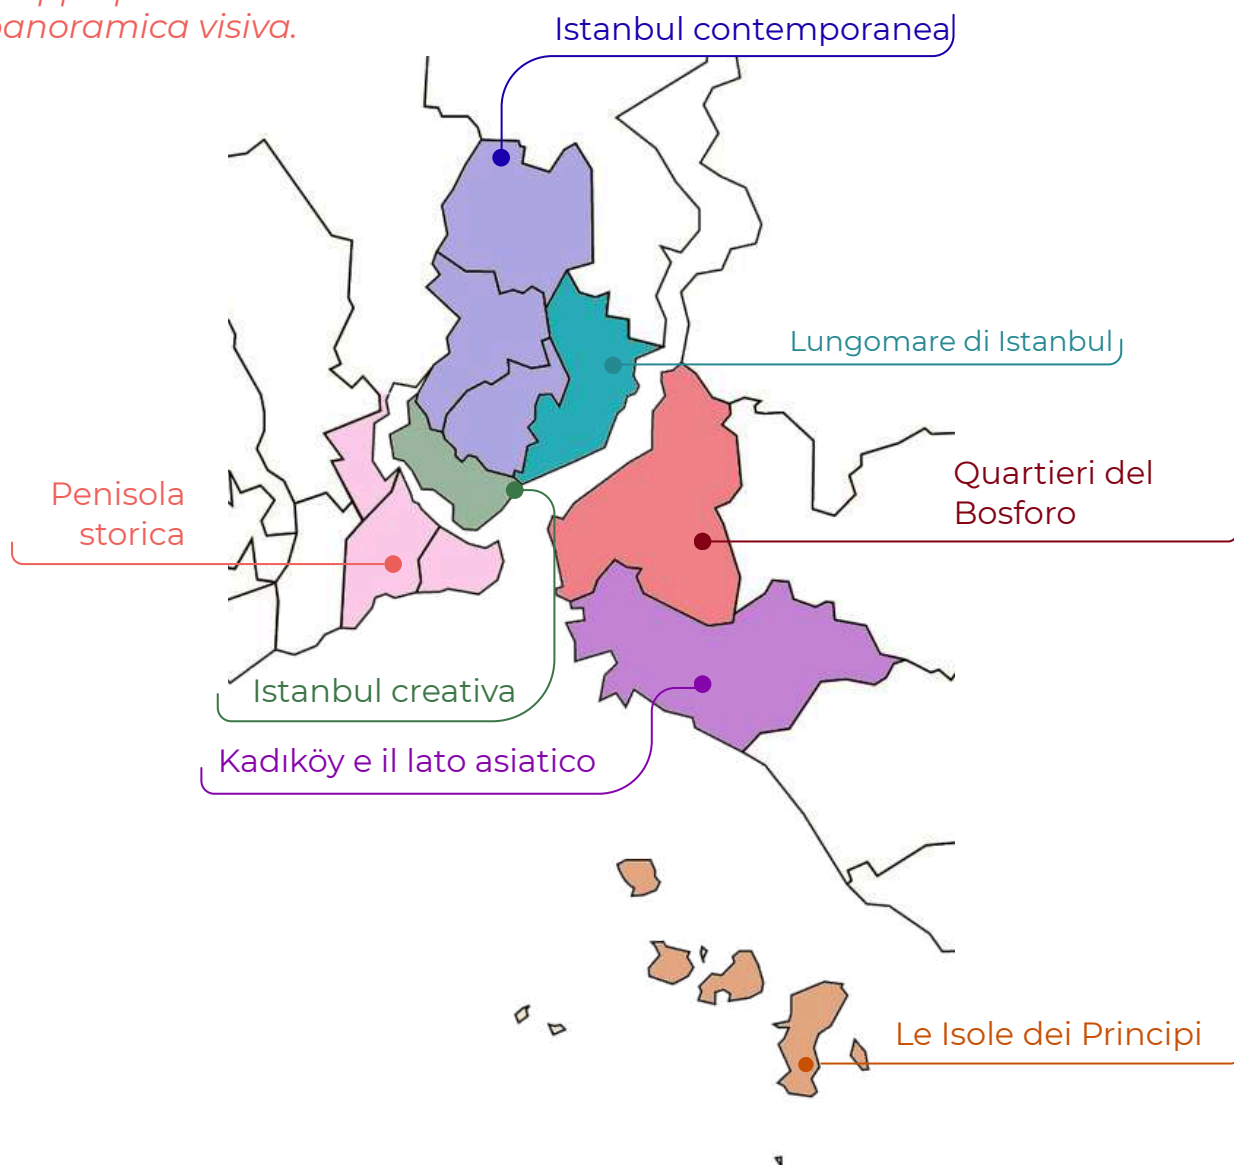 panoramica visiva.
Istanbul contemporanea
Lungomare di Istanbul
Quartieri del
Bosforo
Penisola
storica
Istanbul creativa
Kadıköy e il lato asiatico
Le Isole dei Principi